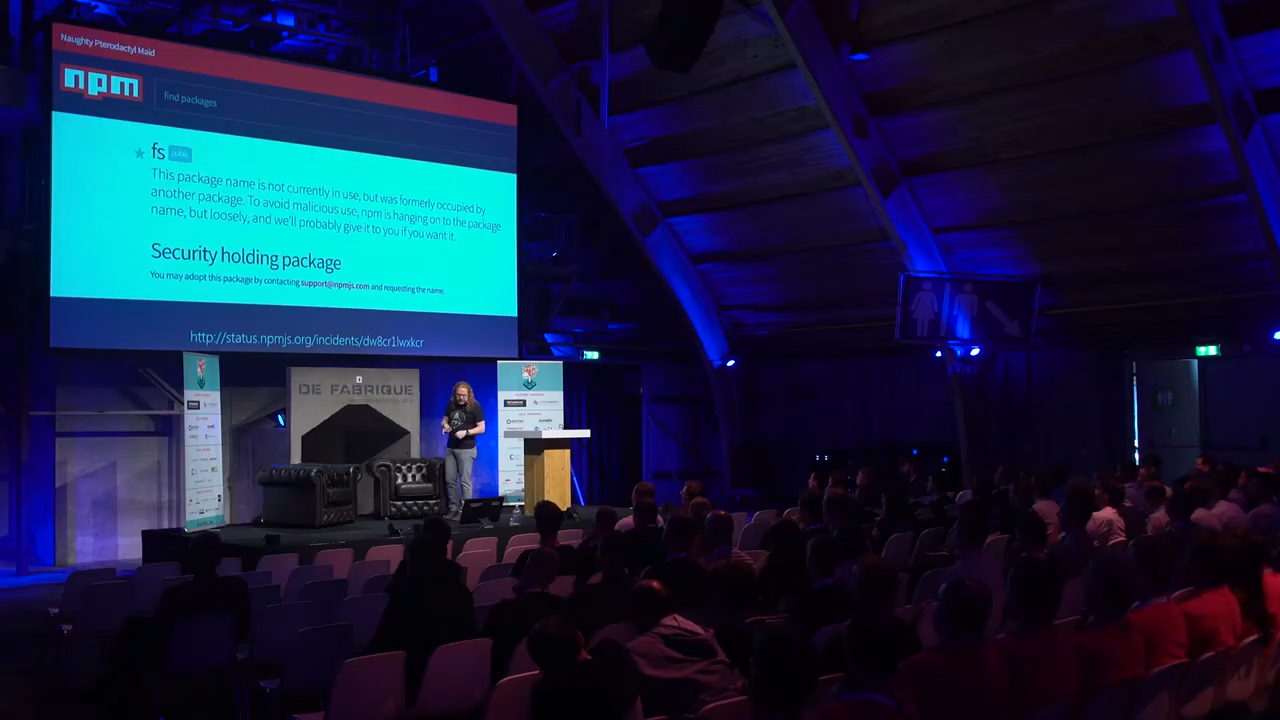 Naughty Pterodactyl Maid
npm
find packages
fs public
This package name is not currently in use, but was formerly occupied by
another package. To avoid malicious use, npm is hanging on to the package
name, but loosely, and we'll probably give it to you if you want it.
Security holding package
You may adopt this package by contacting support@npmjs.com and requesting the name.
http://status.npmjs.org/incidents/dw8cr1lwxkcr
DE FABRIQUE